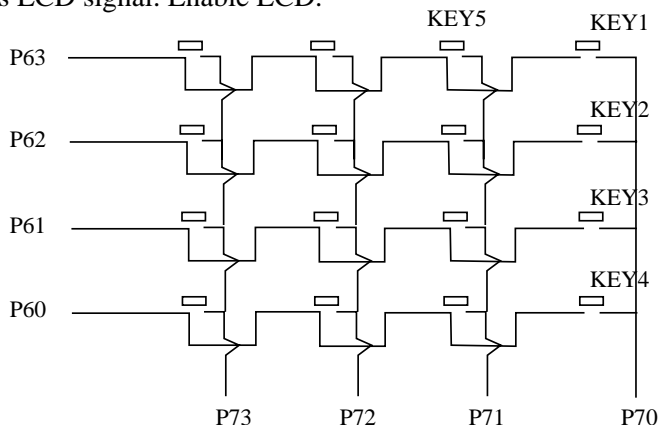 s LCD signal. Enable LCD.
KEY5 KEY1
P63
KEY2
P62
KEY3
P61
KEY4
P60
P73 P72 P71 P70